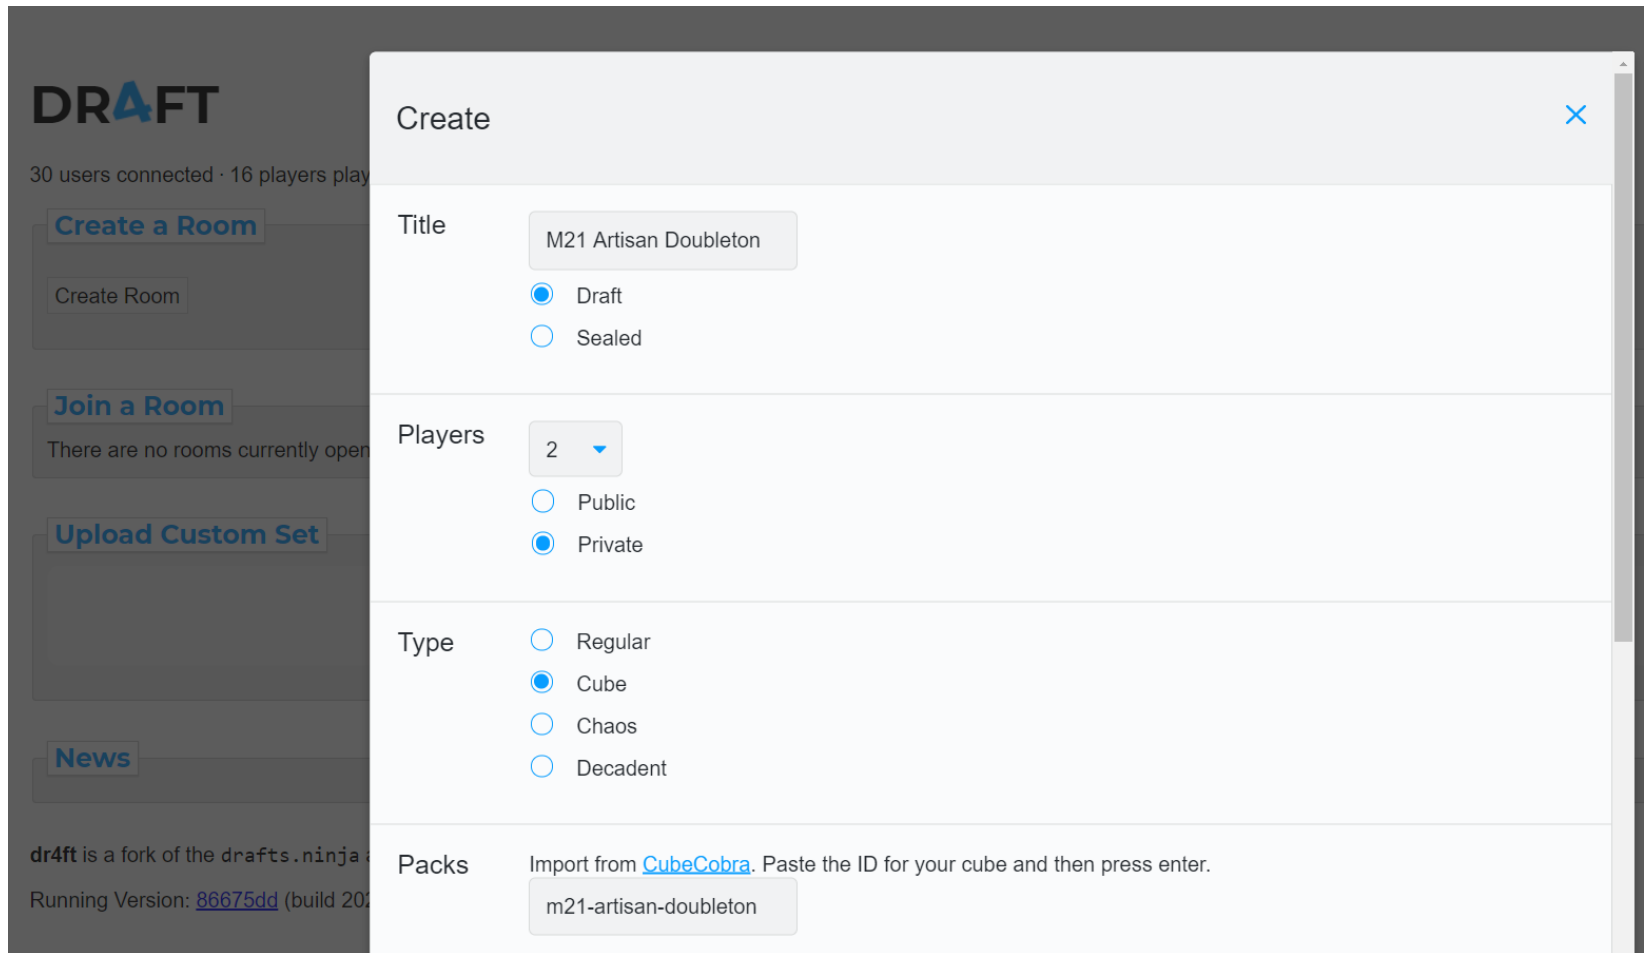 DR4FT
30 users connected · 16 players play
Create a Room
Create Room
Join a Room
There are no rooms currently open
Upload Custom Set
News
dr4ft is a fork of the drafts.ninja
Running Version: 86675dd (build 202
Create
Title
M21 Artisan Doubleton
Draft
Sealed
Players
2
Public
Private
Type
Regular
Cube
Chaos
Decadent
Packs
Import from CubeCobra. Paste the ID for your cube and then press enter.
m21-artisan-doubleton